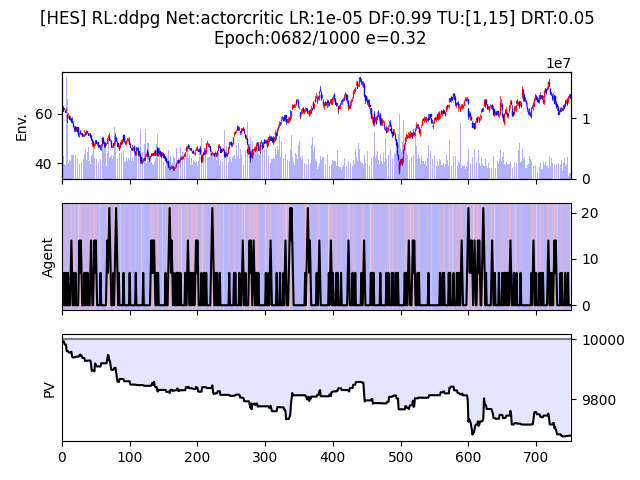 [HES] RL:ddpg Net:actorcritic LR:1e-05 DF:0.99 TU:[1,15] DRT:0.05
Epoch:0682/1000 e=0.32
1e7
Env.
60
40
1
0
Agent
20
10
0
PV
10000
9800
0 100 200 300 400 500 600 700